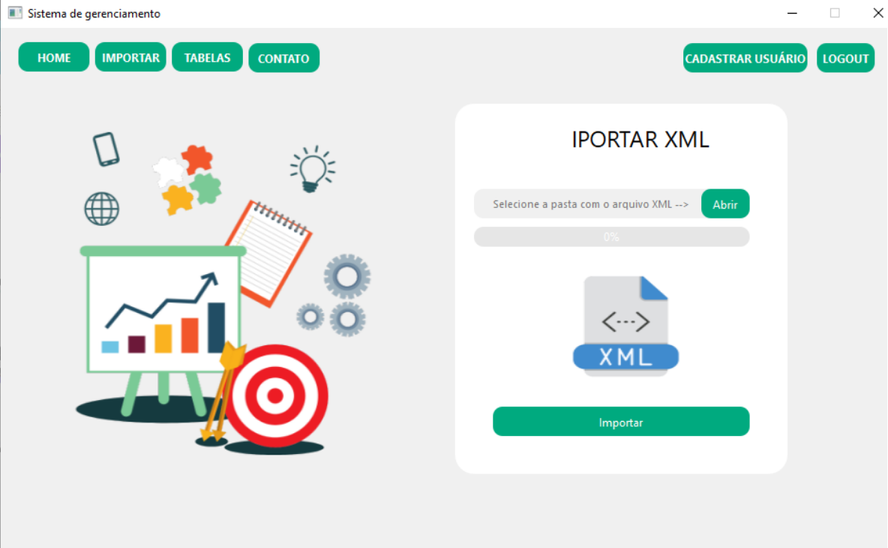 Sistema de gerenciamento
HOME IMPORTAR TABELAS CONTATO CADASTRAR USUÁRIO LOGOUT
IPORTAR XML
Selecione a pasta com o arquivo XML --> Abrir
0%
<---> 
XML
Importar